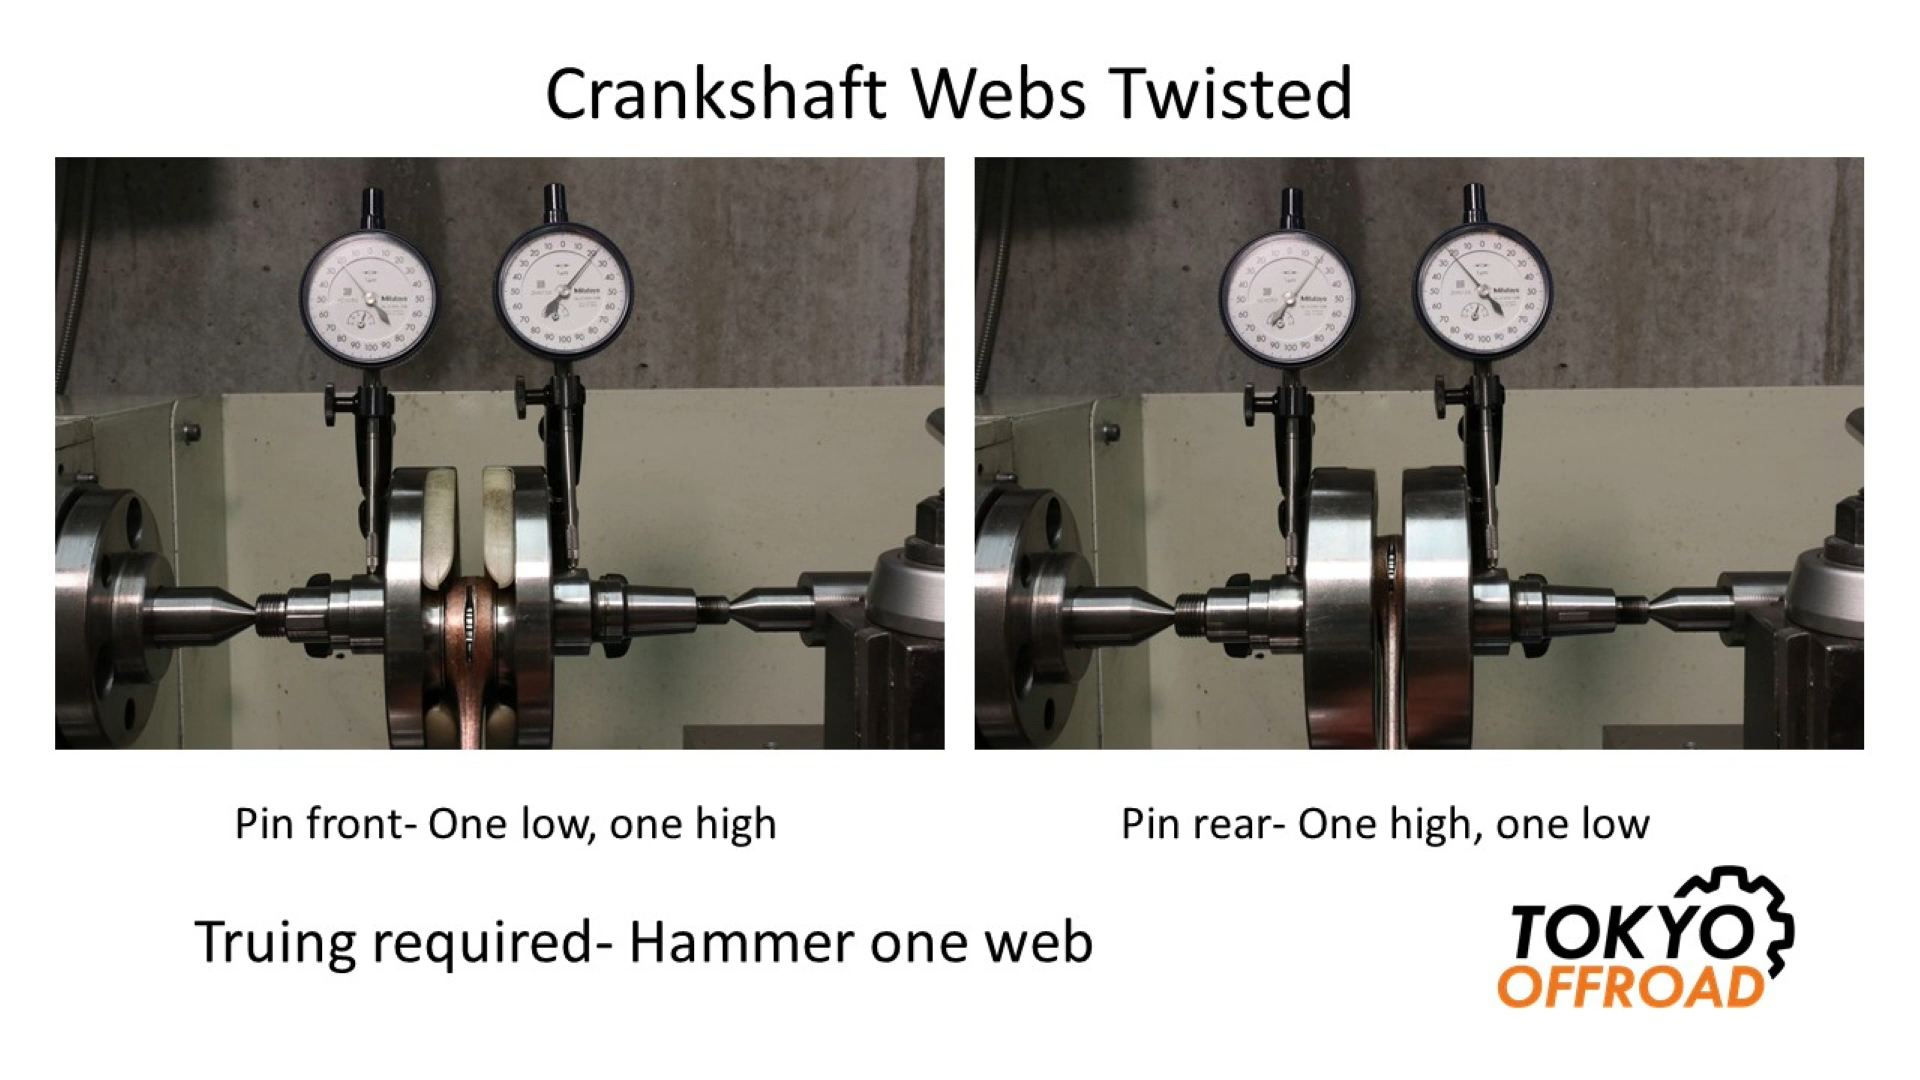 Crankshaft Webs Twisted
Pin front- One low, one high
Pin rear- One high, one low
Truing required- Hammer one web
TOKYO
OFFROAD